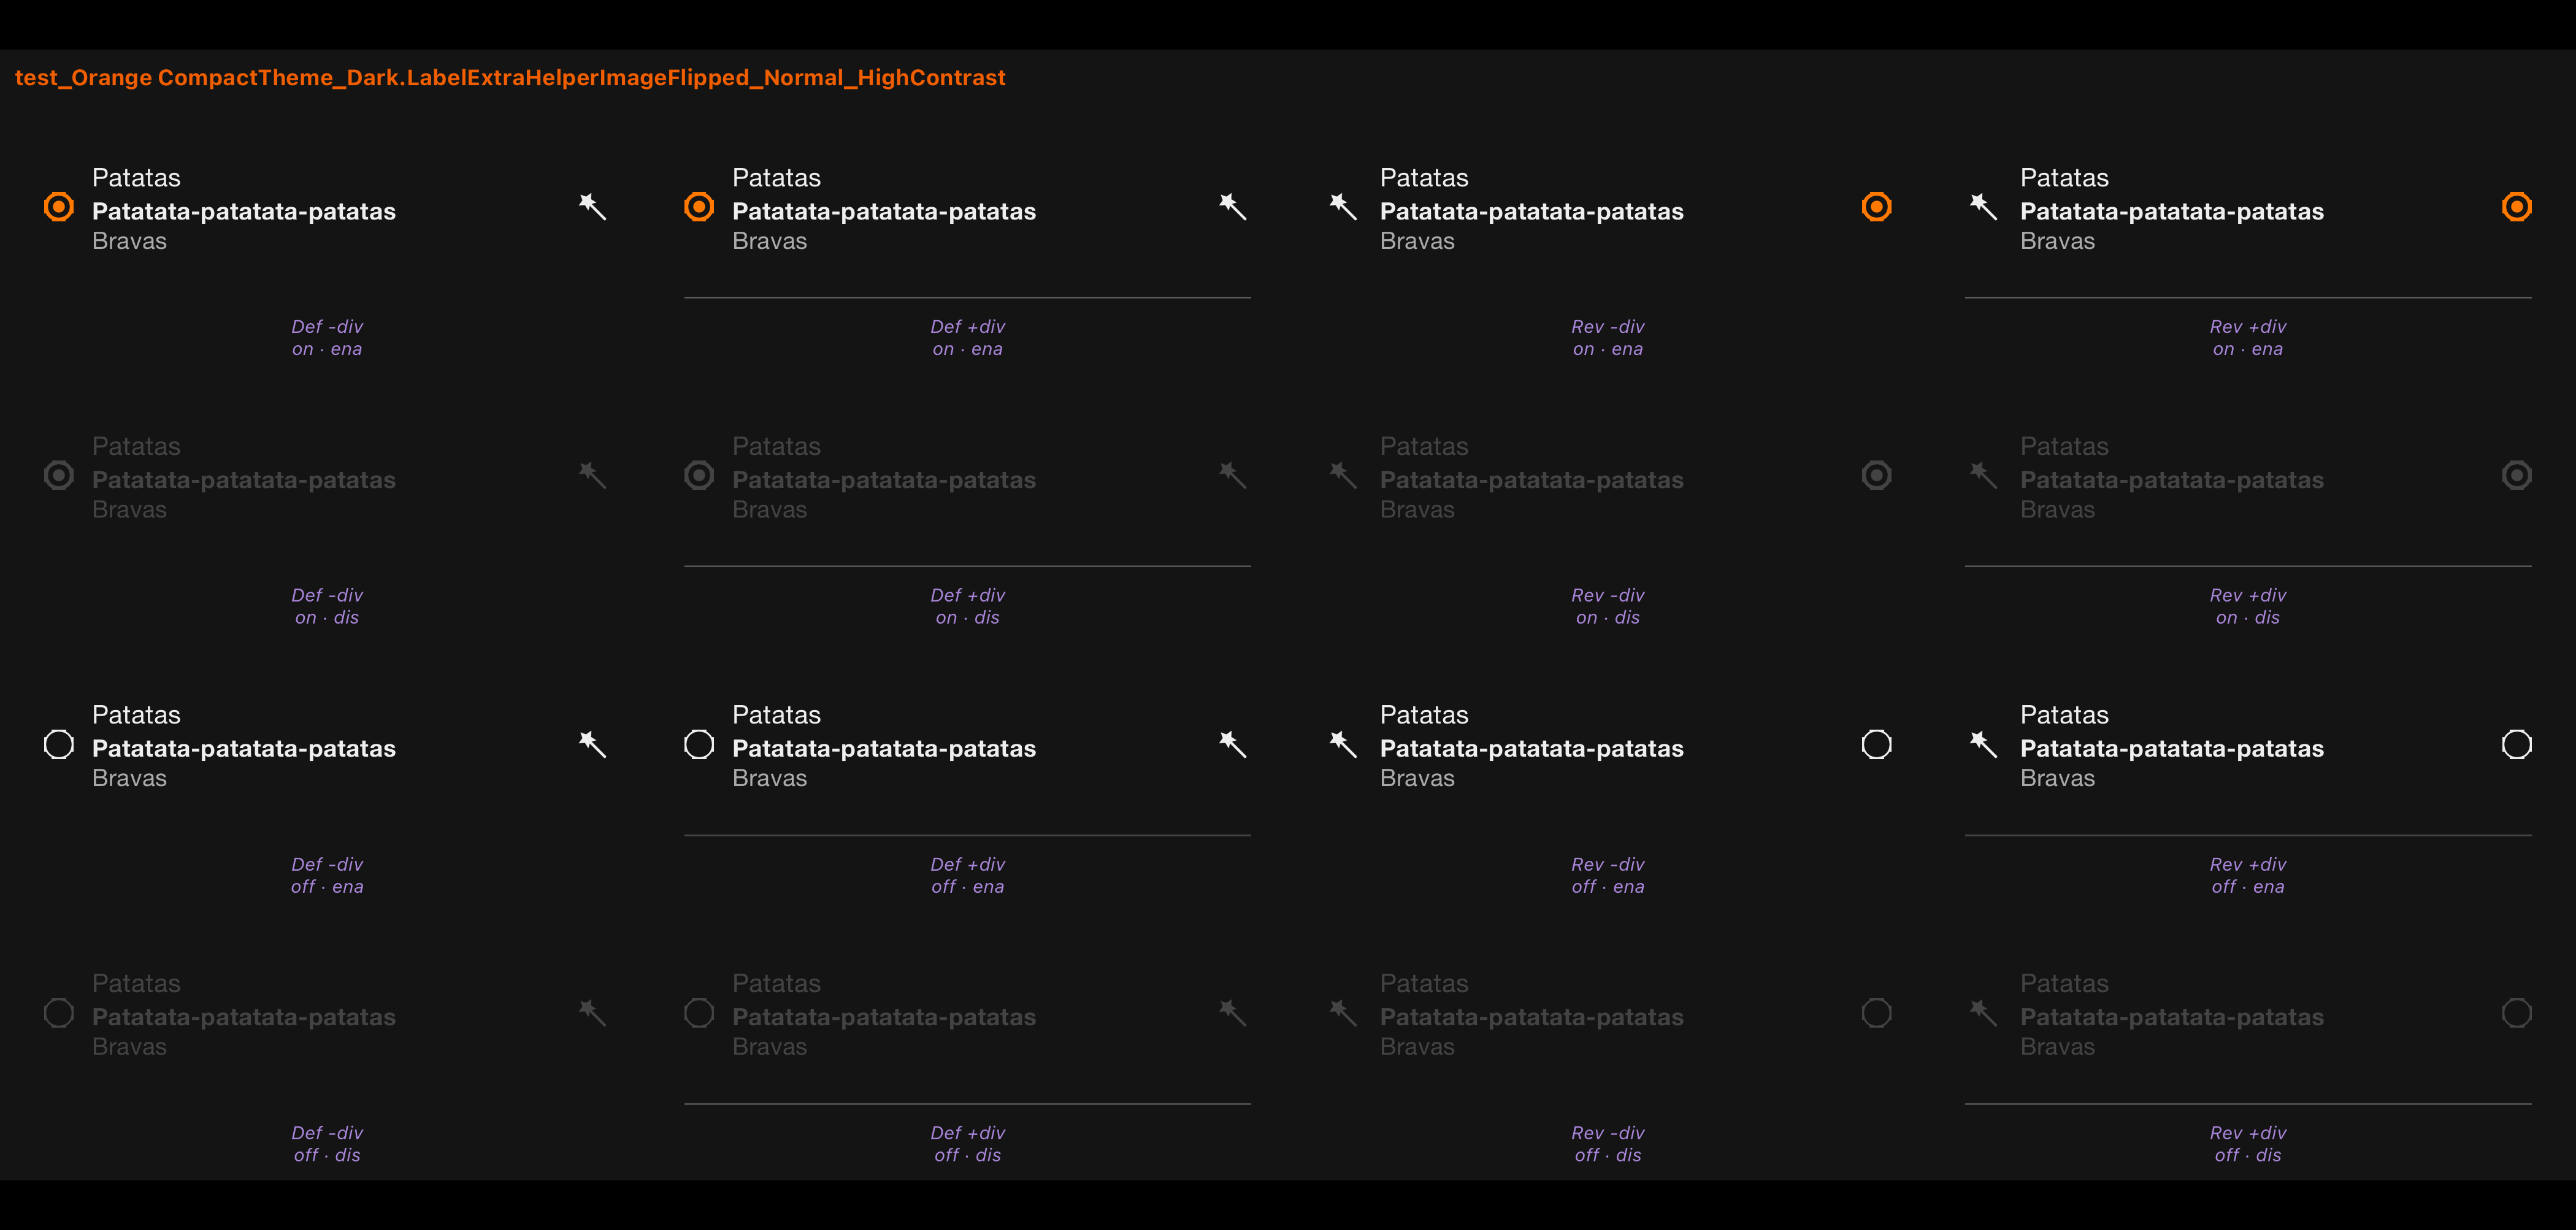 test_Orange CompactTheme_Dark.LabelExtraHelperImageFlipped_Normal_HighContrast
Patatas
Patatata-patatata-patatas
Bravas
Def -div
on · ena
Patatas
Patatata-patatata-patatas
Bravas
Def +div
on · ena
Patatas
Patatata-patatata-patatas
Bravas
Rev -div
on · ena
Patatas
Patatata-patatata-patatas
Bravas
Rev +div
on · ena
Patatas
Patatata-patatata-patatas
Bravas
Def -div
on · dis
Patatas
Patatata-patatata-patatas
Bravas
Def +div
on · dis
Patatas
Patatata-patatata-patatas
Bravas
Rev -div
on · dis
Patatas
Patatata-patatata-patatas
Bravas
Rev +div
on · dis
Patatas
Patatata-patatata-patatas
Bravas
Def -div
off · ena
Patatas
Patatata-patatata-patatas
Bravas
Def +div
off · ena
Patatas
Patatata-patatata-patatas
Bravas
Rev -div
off · ena
Patatas
Patatata-patatata-patatas
Bravas
Rev +div
off · ena
Patatas
Patatata-patatata-patatas
Bravas
Def -div
off · dis
Patatas
Patatata-patatata-patatas
Bravas
Def +div
off · dis
Patatas
Patatata-patatata-patatas
Bravas
Rev -div
off · dis
Patatas
Patatata-patatata-patatas
Bravas
Rev +div
off · dis